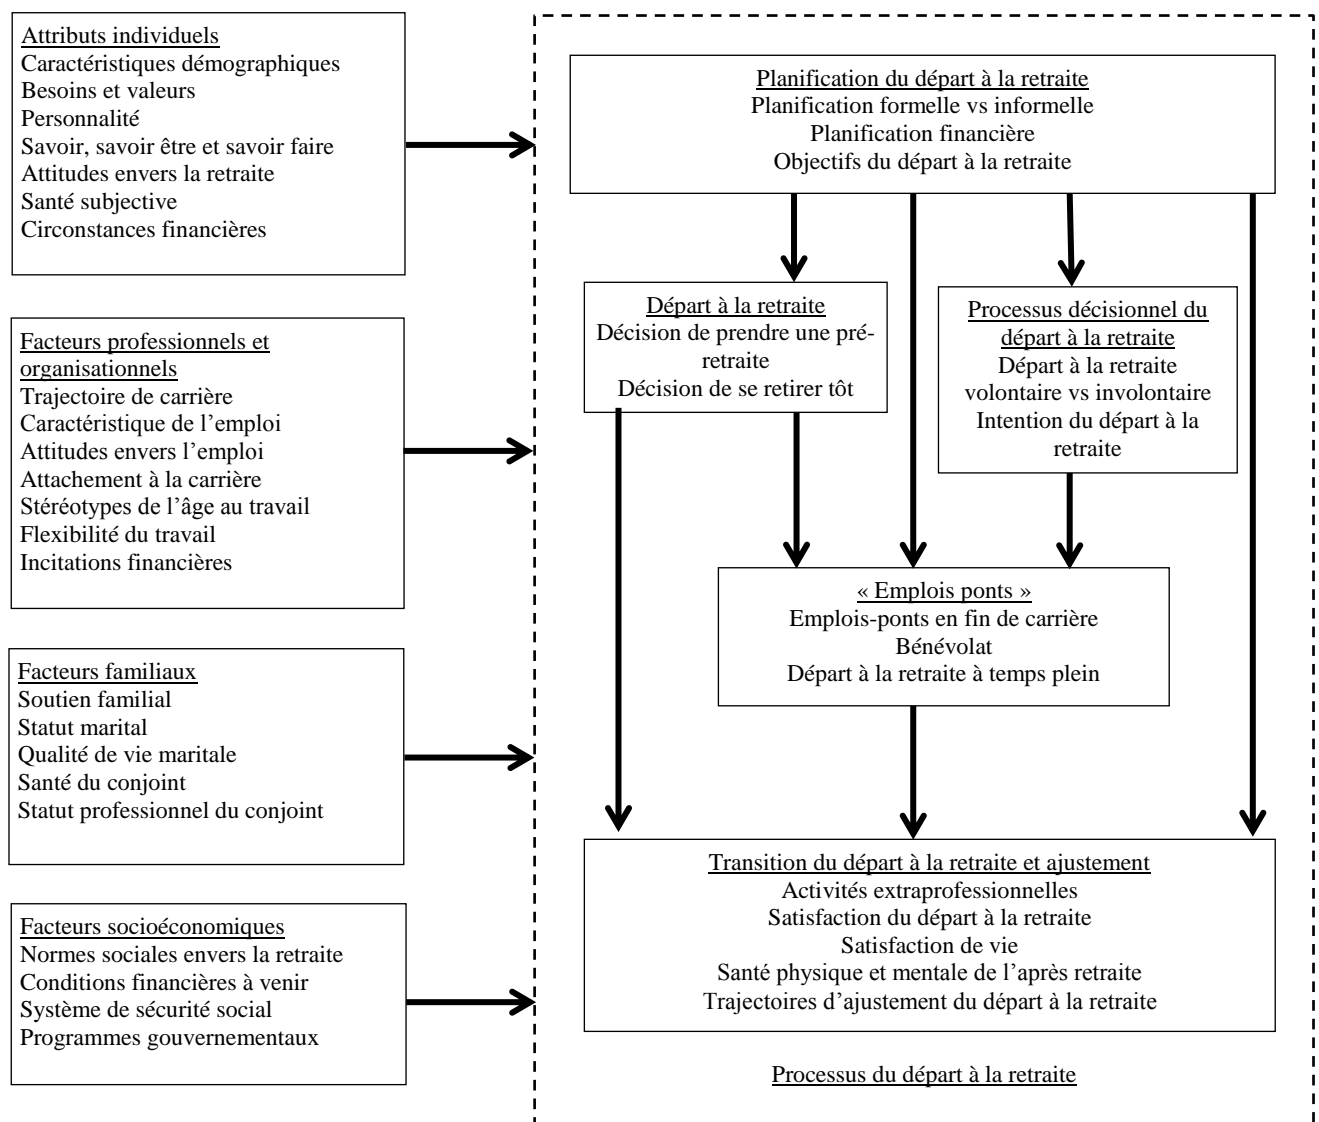 Attributs individuels
Caractéristiques démographiques
Besoins et valeurs
Personnalité
Savoir, savoir être et savoir faire
Attitudes envers la retraite
Santé subjective
Circonstances financières
Facteurs professionnels et
organisationnels
Trajectoire de carrière
Caractéristique de l’emploi
Attitudes envers l’emploi
Attachement à la carrière
Stéréotypes de l’âge au travail
Flexibilité du travail
Incitations financières
Facteurs familiaux
Soutien familial
Statut marital
Qualité de vie maritale
Santé du conjoint
Statut professionnel du conjoint
Facteurs socioéconomiques
Normes sociales envers la retraite
Conditions financières à venir
Système de sécurité social
Programmes gouvernementaux
Planification du départ à la retraite
Planification formelle vs informelle
Planification financière
Objectifs du départ à la retraite
Départ à la retraite
Décision de prendre une pré-
retraite
Décision de se retirer tôt
Processus décisionnel du
départ à la retraite
Départ à la retraite
volontaire vs involontaire
Intention du départ à la
retraite
« Emplois ponts »
Emplois-ponts en fin de carrière
Bénévolat
Départ à la retraite à temps plein
Transition du départ à la retraite et ajustement
Activités extraprofessionnelles
Satisfaction du départ à la retraite
Satisfaction de vie
Santé physique et mentale de l’après retraite
Trajectoires d’ajustement du départ à la retraite
Processus du départ à la retraite